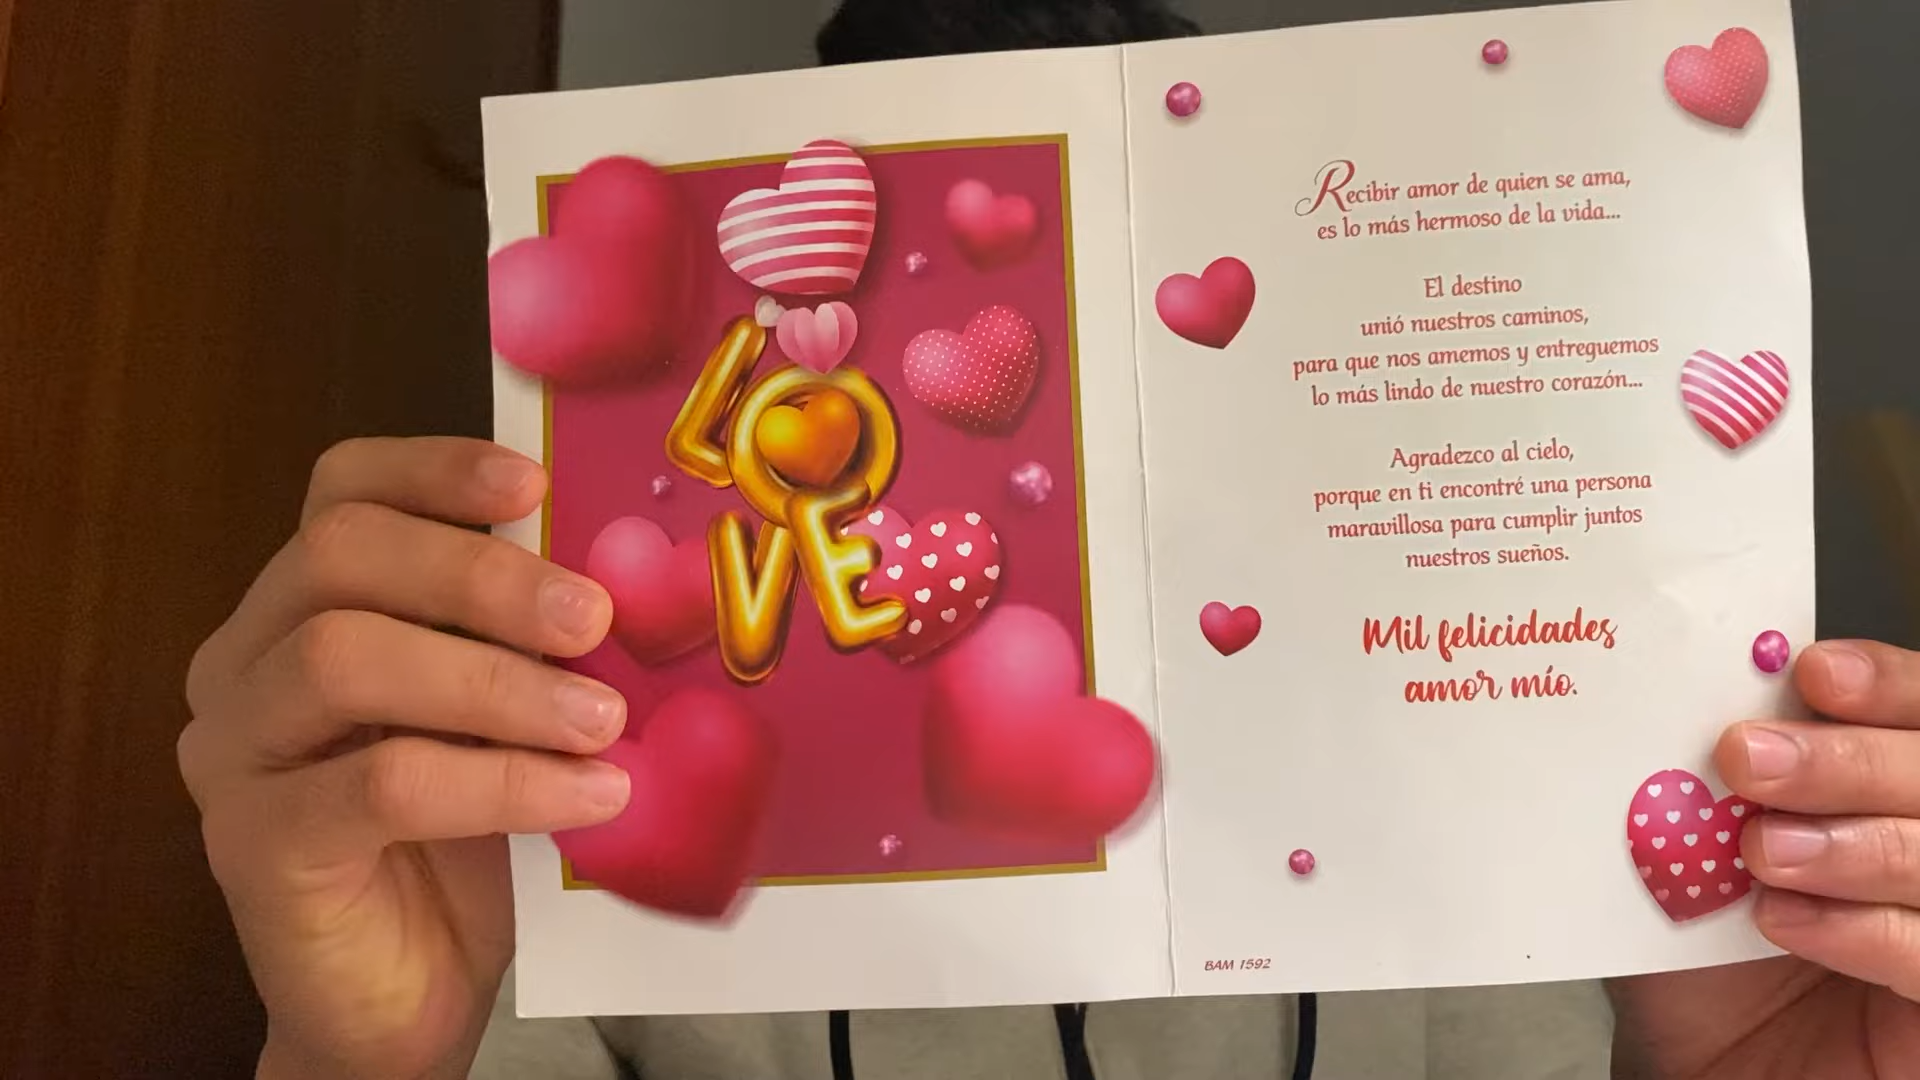 LOVE
Recibir amor de quien se ama,
es lo más hermoso de la vida...
El destino
unió nuestros caminos,
para que nos amemos y entreguemos
lo más lindo de nuestro corazón...
Agradezco al cielo,
porque en ti encontré una persona
maravillosa para cumplir juntos
nuestros sueños.
Mil felicidades
amor mío.
BAM 1592